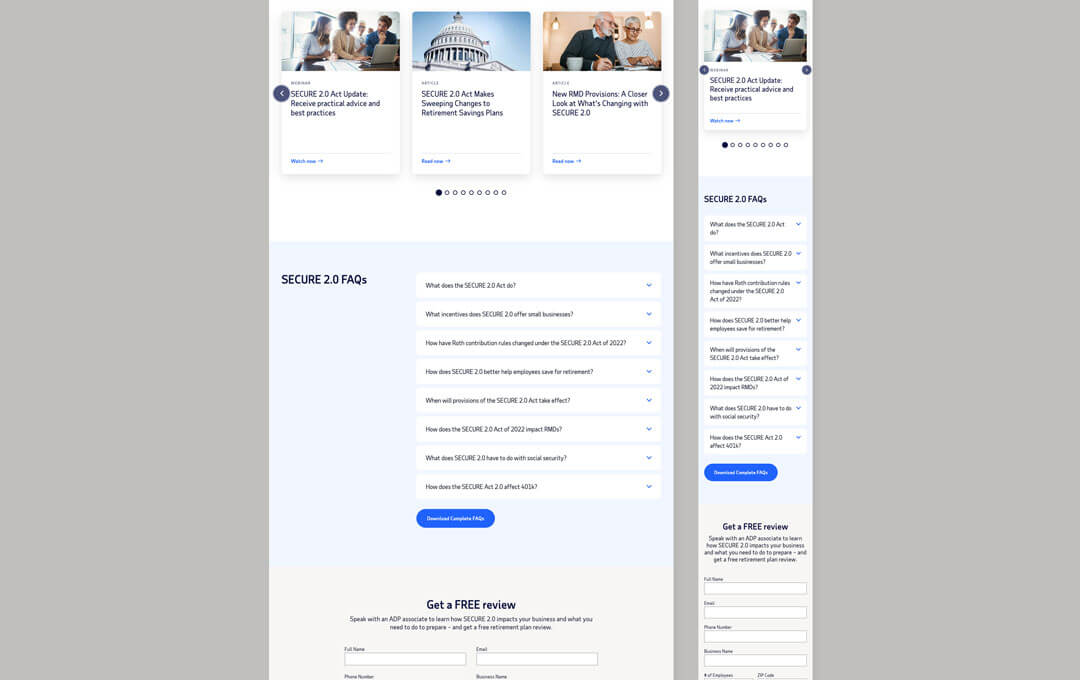 WEBINAR
SECURE 2.0 Act Update:
Receive practical advice and
best practices
Watch now
ARTICLE
SECURE 2.0 Act Makes
Sweeping Changes to
Retirement Savings Plans
Read now
ARTICLE
New RMD Provisions: A Closer
Look at What's Changing with
SECURE 2.0
Read now
SECURE 2.0 FAQs
What does the SECURE 2.0 Act do?
What incentives does SECURE 2.0 offer small businesses?
How have Roth contribution rules changed under the SECURE 2.0 Act of 2022?
How does SECURE 2.0 better help employees save for retirement?
When will provisions of the SECURE 2.0 Act take effect?
How does the SECURE 2.0 Act of 2022 impact RMDs?
What does SECURE 2.0 have to do with social security?
How does the SECURE Act 2.0 affect 401k?
Download Complete FAQs
Get a FREE review
Speak with an ADP associate to learn how SECURE 2.0 impacts your business and what you
need to do to prepare – and get a free retirement plan review.
Full Name
Email
Phone Number
Business Name
WEBINAR
SECURE 2.0 Act Update:
Receive practical advice and
best practices
Watch now
SECURE 2.0 FAQs
What does the SECURE 2.0 Act
do?
What incentives does SECURE 2.0
offer small businesses?
How have Roth contribution rules
changed under the SECURE 2.0
Act of 2022?
How does SECURE 2.0 better help
employees save for retirement?
When will provisions of the
SECURE 2.0 Act take effect?
How does the SECURE 2.0 Act of
2022 impact RMDs?
What does SECURE 2.0 have to do
with social security?
How does the SECURE Act 2.0
affect 401k?
Download Complete FAQs
Get a FREE review
Speak with an ADP associate to learn
how SECURE 2.0 impacts your business
and what you need to do to prepare – and
get a free retirement plan review.
Full Name
Email
Phone Number
Business Name
# of Employees
ZIP Code